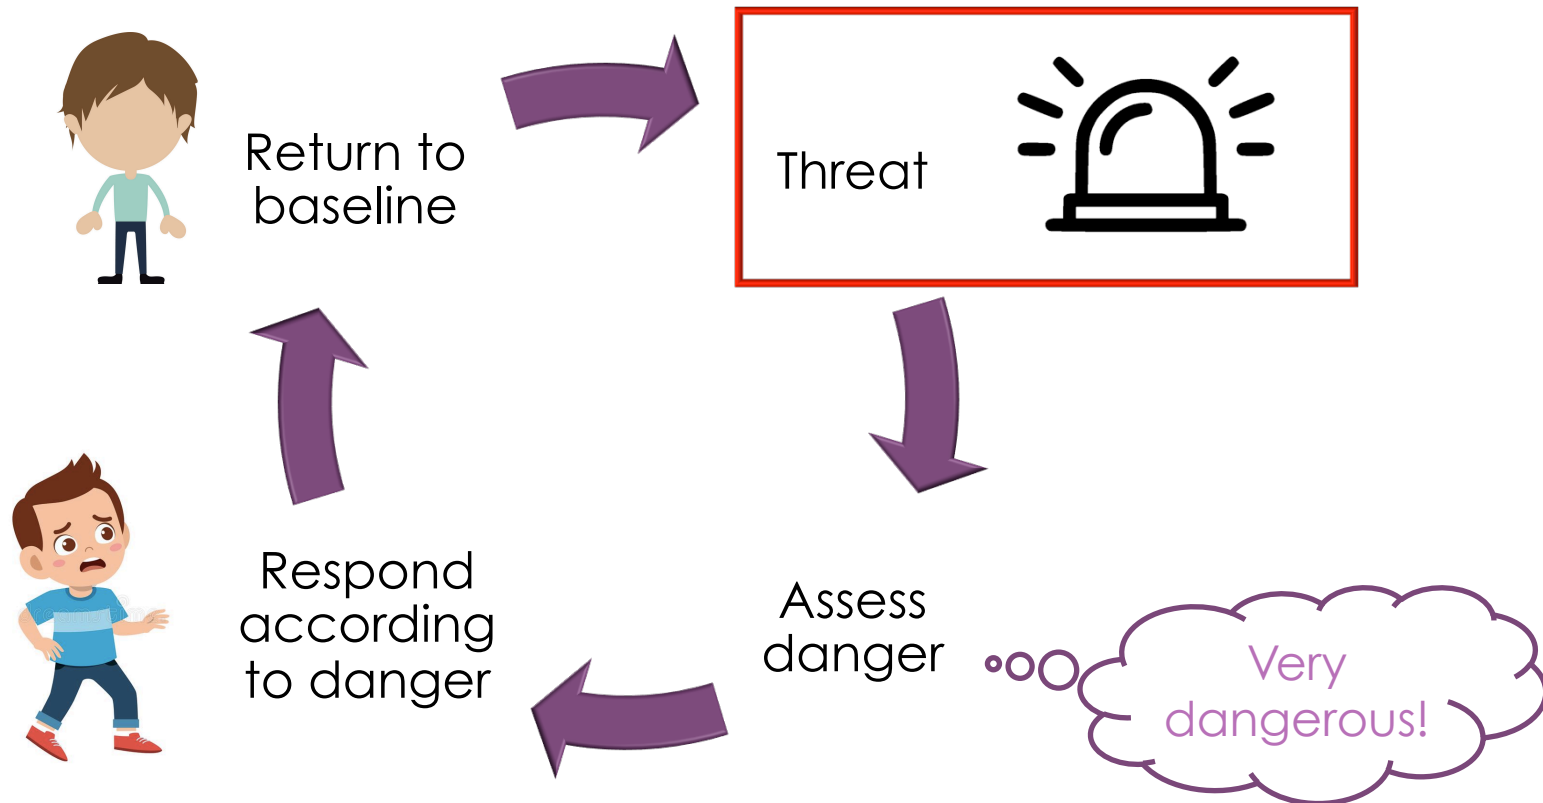 Return to
baseline
Threat
Respond
according
to danger
Assess
danger
Very
dangerous!